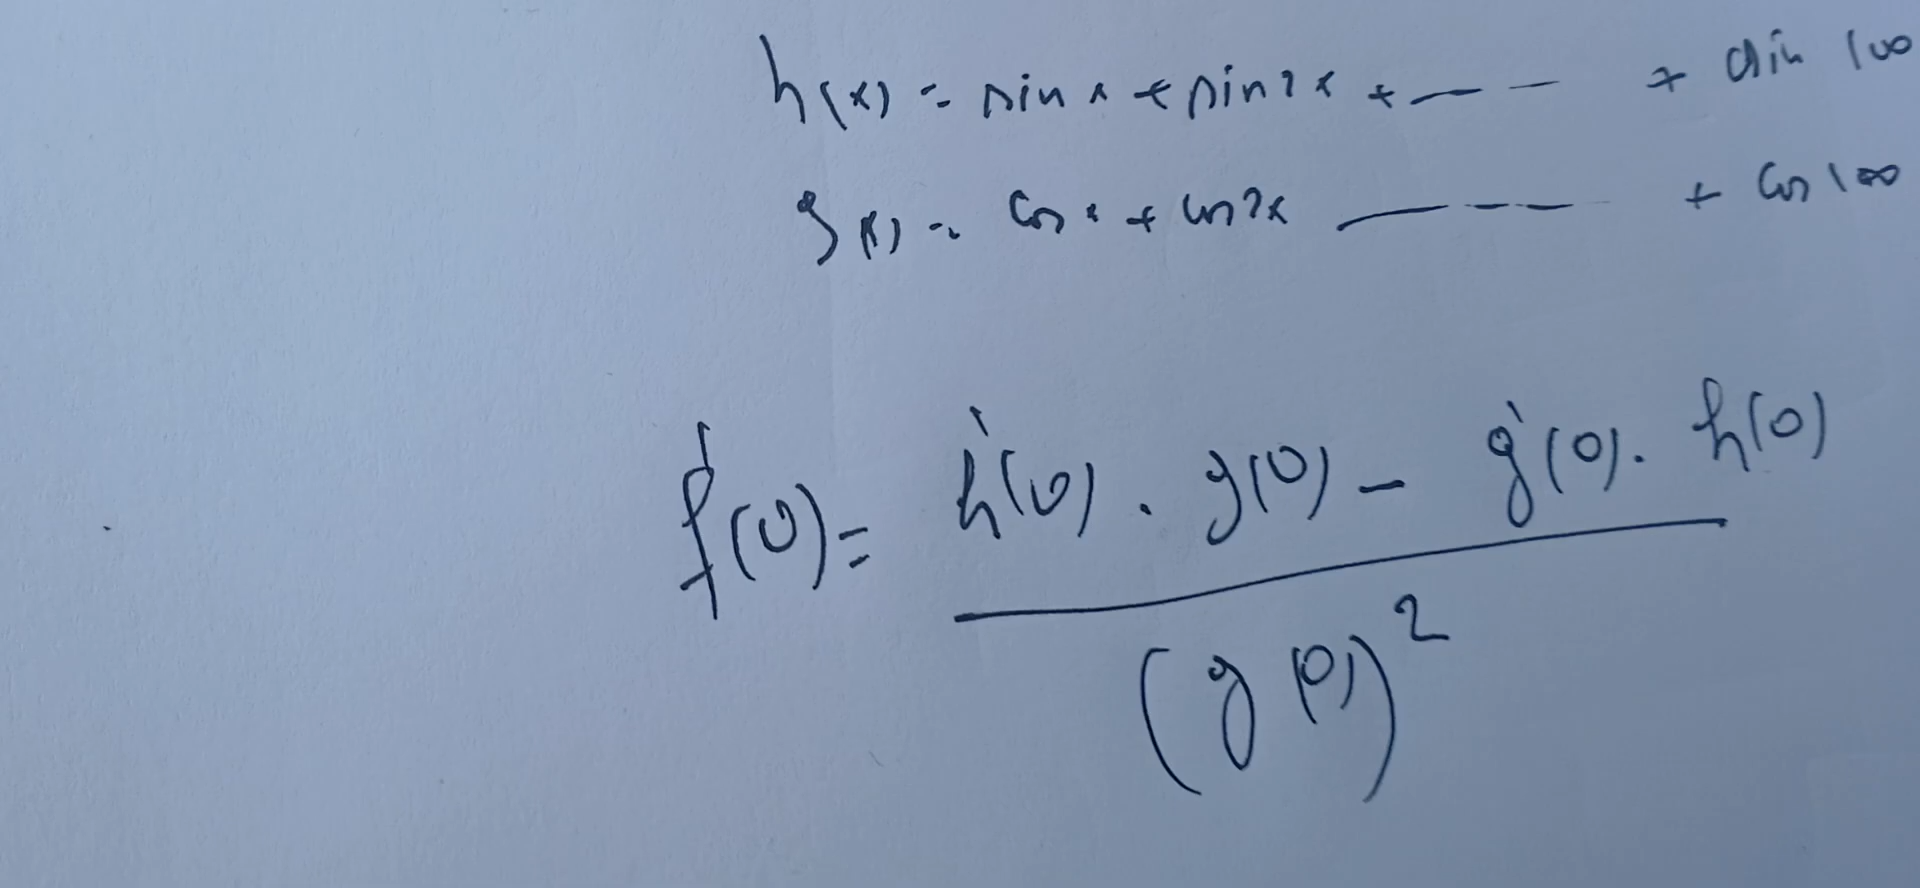 h(x) = sin x + sin 2x + — — + sin 100
g(x) = cos x + cos 2x — — — + cos 100
f'(0) = h'(0) . g(0) - g'(0) . h(0)
(g(0))²